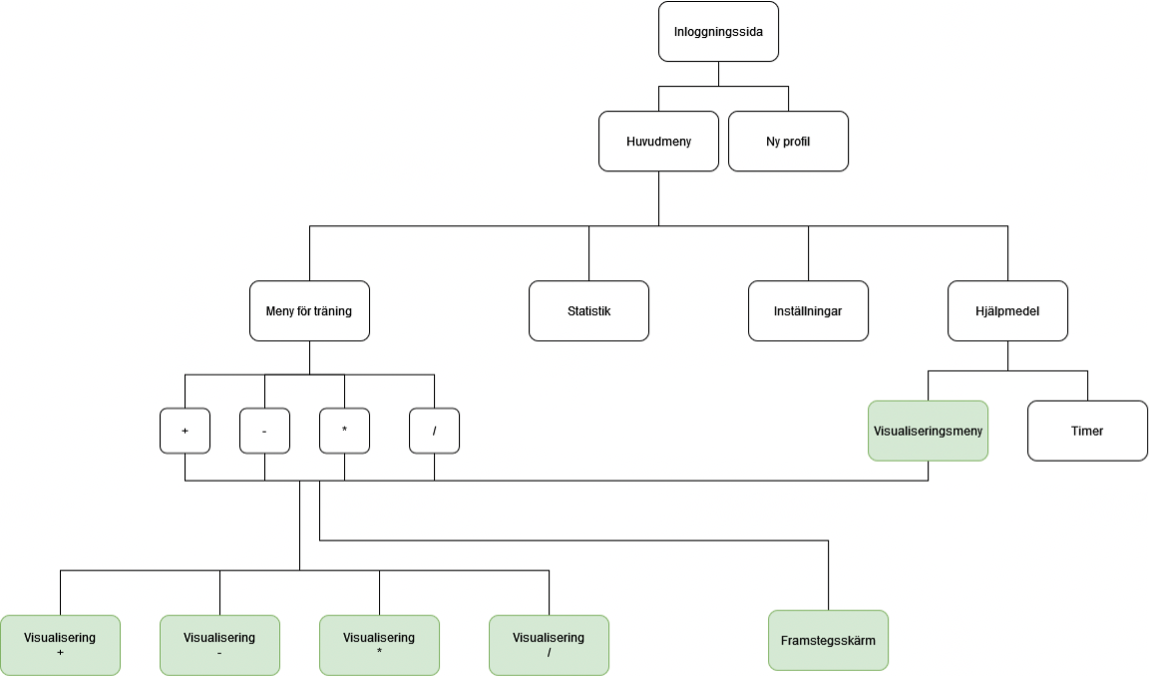 Inloggningssida
Huvudmeny
Ny profil
Meny för träning
Statistik
Inställningar
Hjälpmedel
+
-
*
/
Visualiseringsmeny
Timer
Visualisering
+
Visualisering
-
Visualisering
*
Visualisering
/
Framstegsskärm